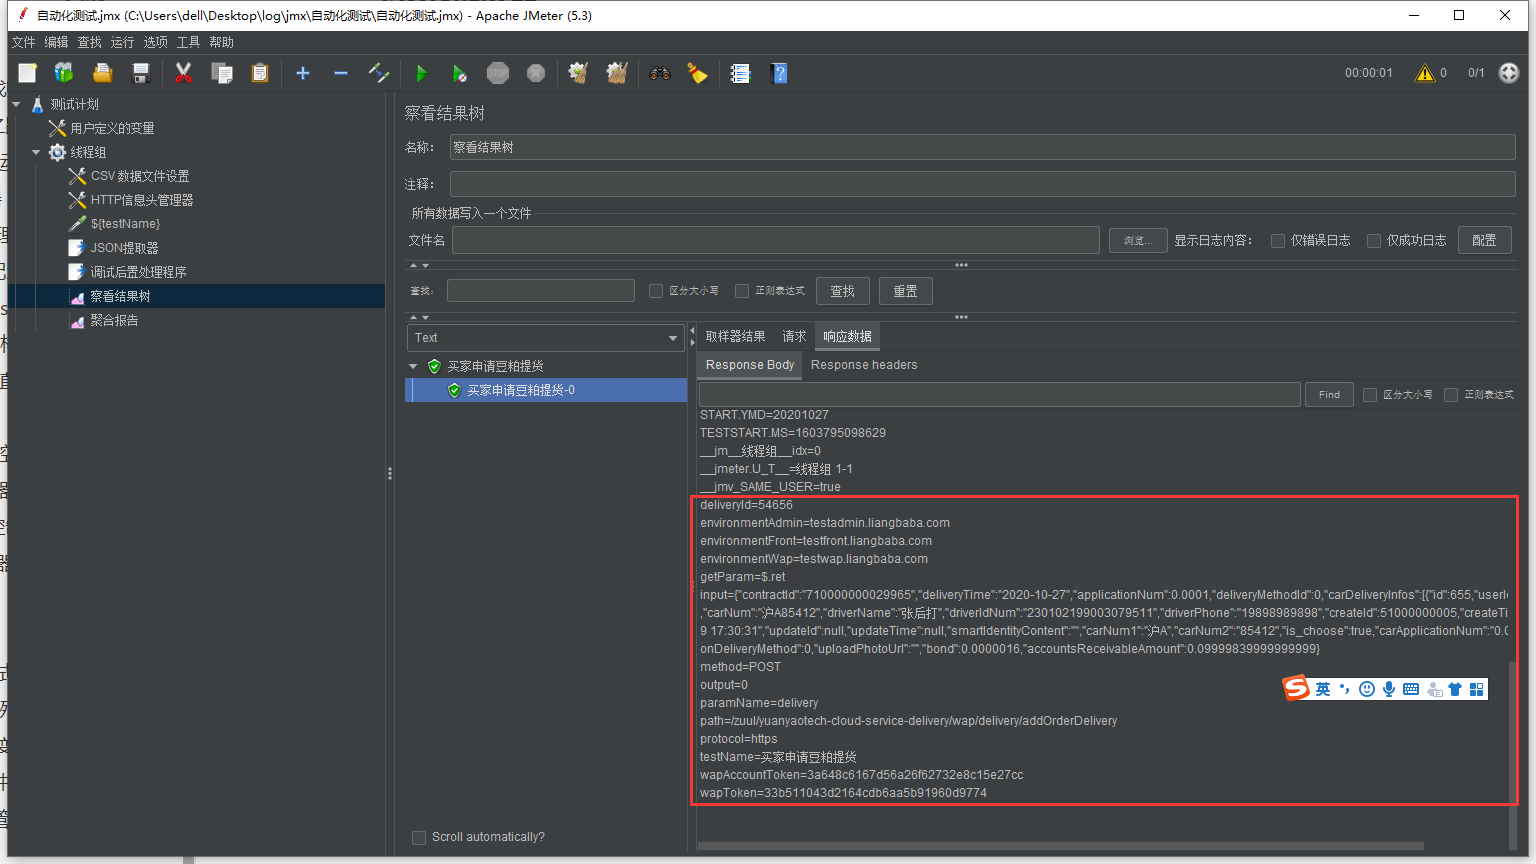 自动化测试.jmx (C:\Users\dell\Desktop\log\jmx\自动化测试\自动化测试.jmx) - Apache JMeter (5.3)
文件 编辑 查找 运行 选项 工具 帮助
STOP
00:00:01 0 0/1
测试计划
用户定义的变量
线程组
CSV 数据文件设置
HTTP信息头管理器
${testName}
JSON提取器
调试后置处理程序
察看结果树
聚合报告
察看结果树
名称: 察看结果树
注释:
所有数据写入一个文件
文件名 浏览... 显示日志内容: 仅错误日志 仅成功日志 配置
查找: 区分大小写 正则表达式 查找 重置
Text
买家申请豆粕提货
买家申请豆粕提货-0
Scroll automatically?
取样器结果 请求 响应数据
Response Body Response headers
Find 区分大小写 正则表达式
START.YMD=20201027
TESTSTART.MS=1603795098629
__jm__线程组__idx=0
__jmeter.U_T__=线程组 1-1
__jmv_SAME_USER=true
deliveryId=54656
environmentAdmin=testadmin.liangbaba.com
environmentFront=testfront.liangbaba.com
environmentWap=testwap.liangbaba.com
getParam=$.ret
input={"contractId":"710000000029965","deliveryTime":"2020-10-27","applicationNum":0.0001,"deliveryMethodId":0,"carDeliveryInfos":[{"id":655,"userI
,"carNum":"沪A85412","driverName":"张后打","driverIdNum":"230102199003079511","driverPhone":"19898989898","createId":51000000005,"createTi
9 17:30:31","updateId":null,"updateTime":null,"smartIdentityContent":"","carNum1":"沪A","carNum2":"85412","is_choose":true,"carApplicationNum":"0.0
onDeliveryMethod":0,"uploadPhotoUrl":"","bond":0.0000016,"accountsReceivableAmount":0.09999839999999999}
method=POST
output=0
paramName=delivery
path=/zuul/yuanyaotech-cloud-service-delivery/wap/delivery/addOrderDelivery
protocol=https
testName=买家申请豆粕提货
wapAccountToken=3a648c6167d56a26f62732e8c15e27cc
wapToken=33b511043d2164cdb6aa5b91960d9774
英